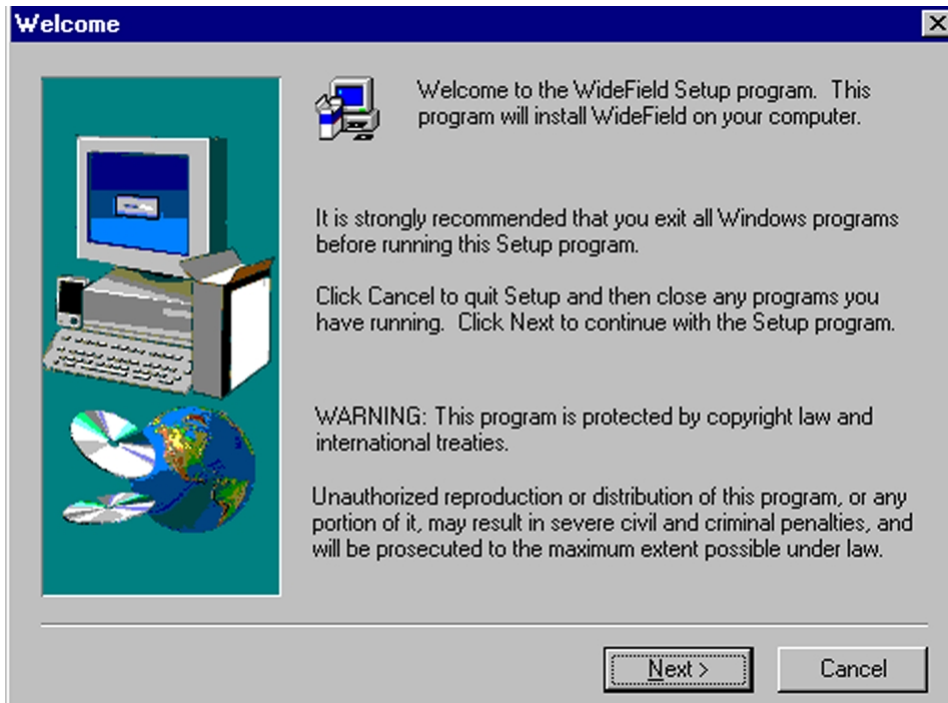 Welcome
Welcome to the WideField Setup program. This
program will install WideField on your computer.
It is strongly recommended that you exit all Windows programs
before running this Setup program.
Click Cancel to quit Setup and then close any programs you
have running. Click Next to continue with the Setup program.
WARNING: This program is protected by copyright law and
international treaties.
Unauthorized reproduction or distribution of this program, or any
portion of it, may result in severe civil and criminal penalties, and
will be prosecuted to the maximum extent possible under law.
Next >
Cancel